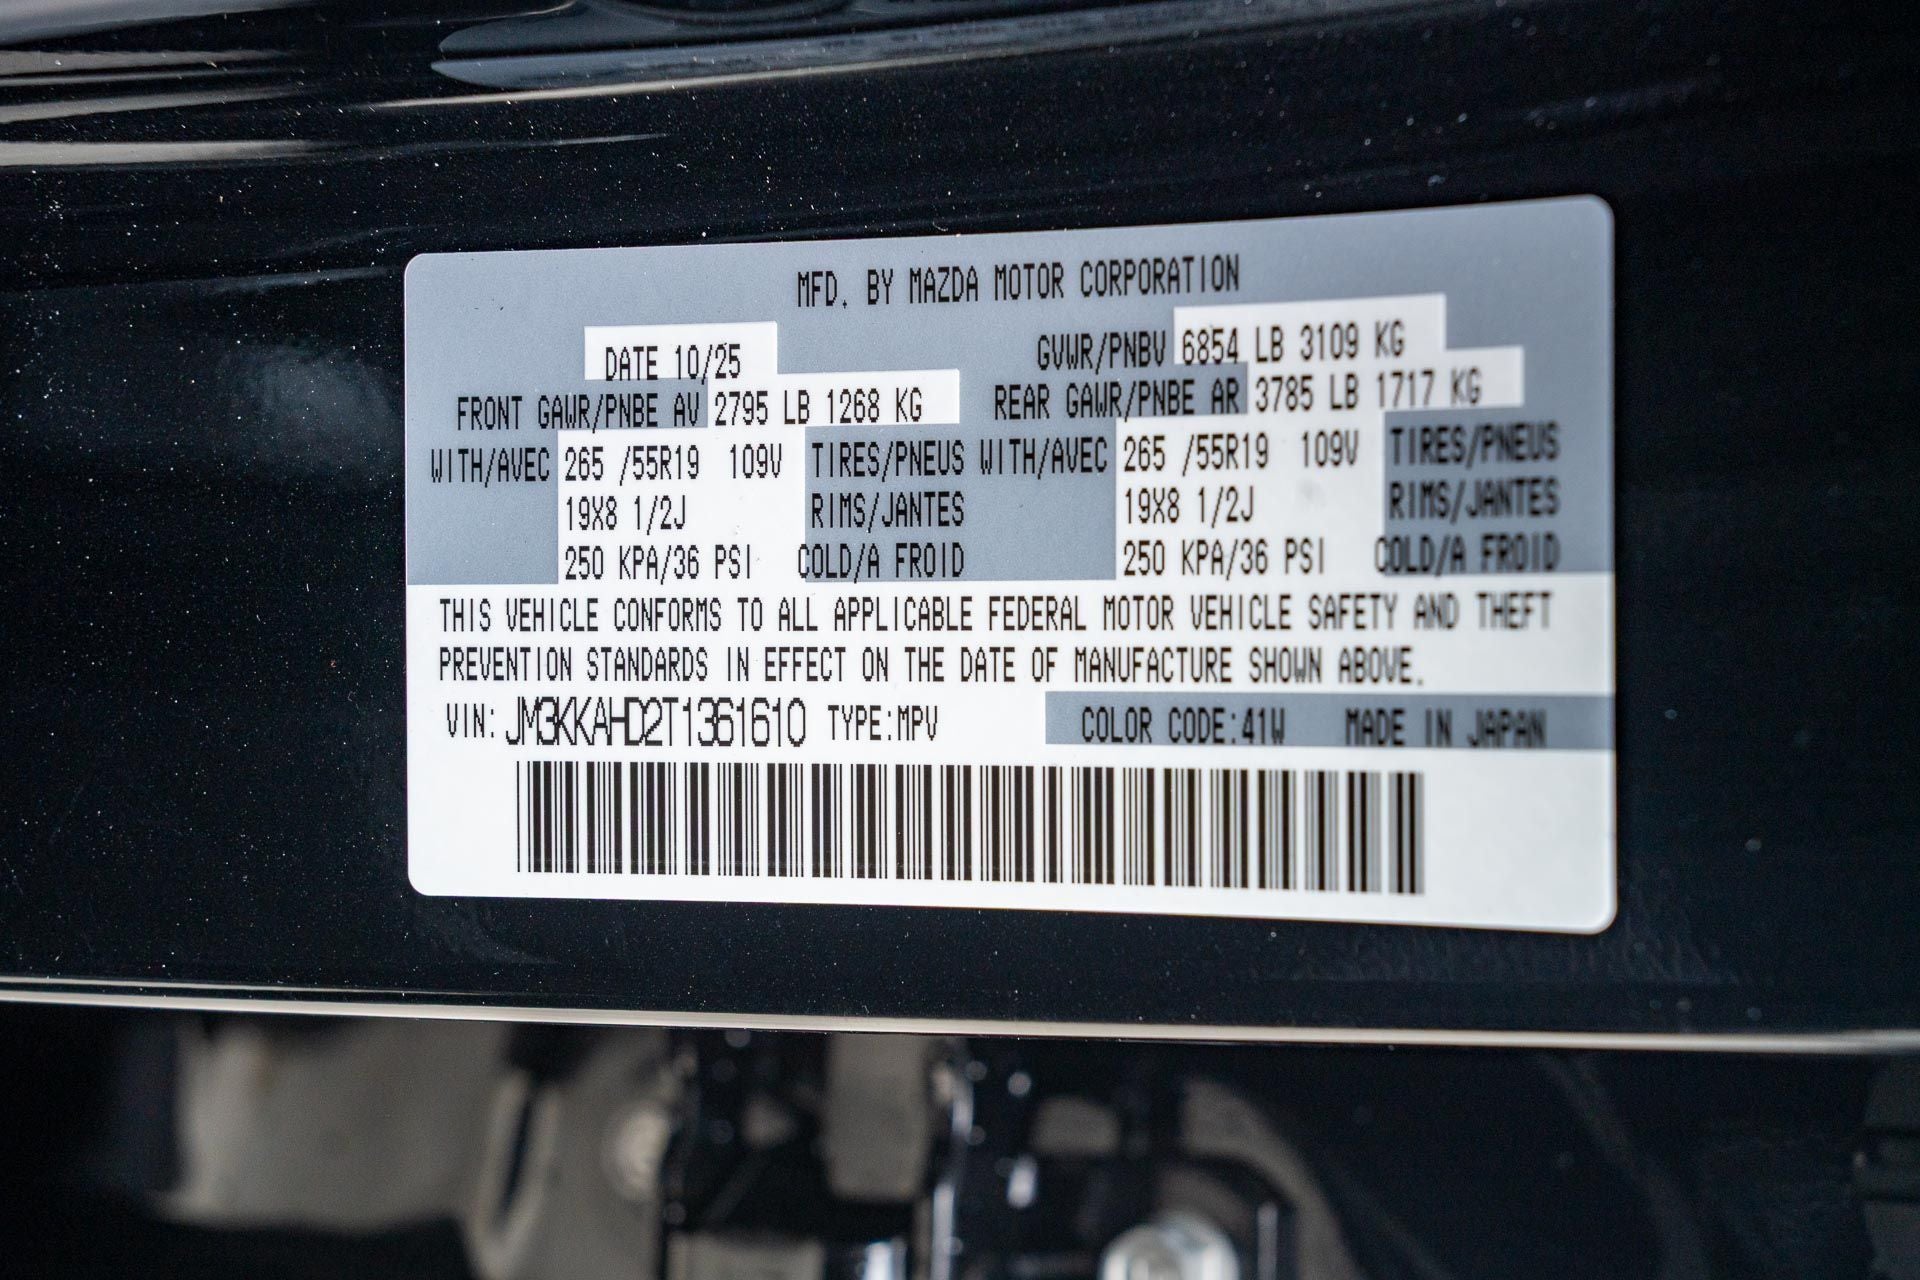 MFD. BY MAZDA MOTOR CORPORATION
DATE 10/25 GVWR/PNBV 6854 LB 3109 KG
FRONT GAWR/PNBE AV 2795 LB 1268 KG REAR GAWR/PNBE AR 3785 LB 1717 KG
WITH/AVEC 265 /55R19 109V TIRES/PNEUS WITH/AVEC 265 /55R19 109V TIRES/PNEUS
19X8 1/2J RIMS/JANTES 19X8 1/2J RIMS/JANTES
250 KPA/36 PSI COLD/A FROID 250 KPA/36 PSI COLD/A FROID
THIS VEHICLE CONFORMS TO ALL APPLICABLE FEDERAL MOTOR VEHICLE SAFETY AND THEFT
PREVENTION STANDARDS IN EFFECT ON THE DATE OF MANUFACTURE SHOWN ABOVE.
VIN: JM3KKAHD2T1361610 TYPE:MPV COLOR CODE:41W MADE IN JAPAN